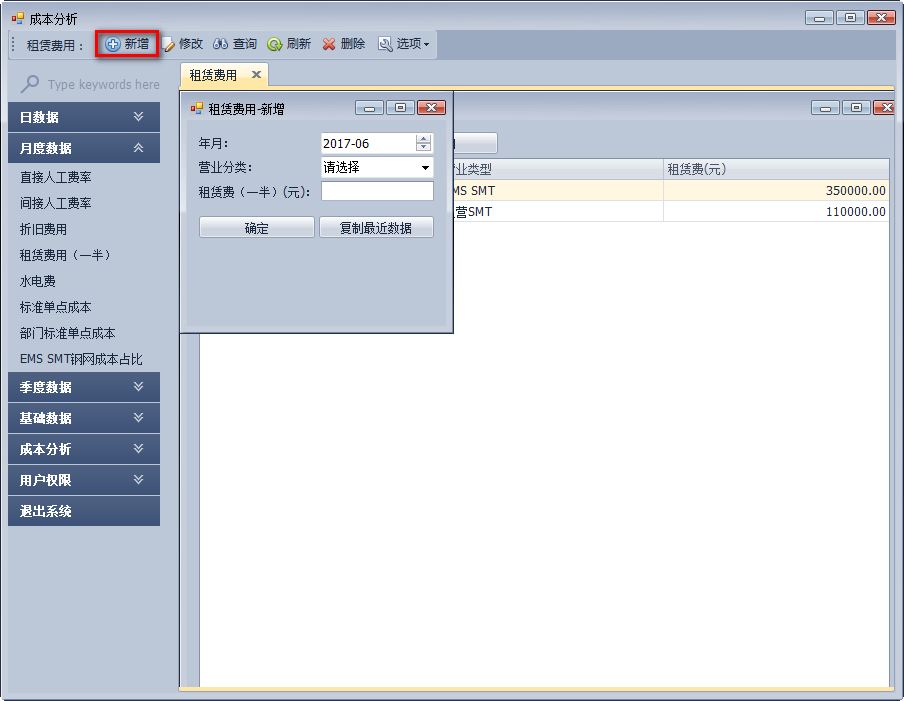 成本分析
租赁费用： 新增 修改 查询 刷新 删除 选项
Type keywords here
租赁费用
日数据
月度数据
直接人工费率
间接人工费率
折旧费用
租赁费用（一半）
水电费
标准单点成本
部门标准单点成本
EMS SMT钢网成本占比
季度数据
基础数据
成本分析
用户权限
退出系统
租赁费用-新增
年月： 2017-06
营业分类： 请选择
租赁费（一半）(元)：
确定 复制最近数据
业类型 租赁费(元)
MS SMT 350000.00
营SMT 110000.00